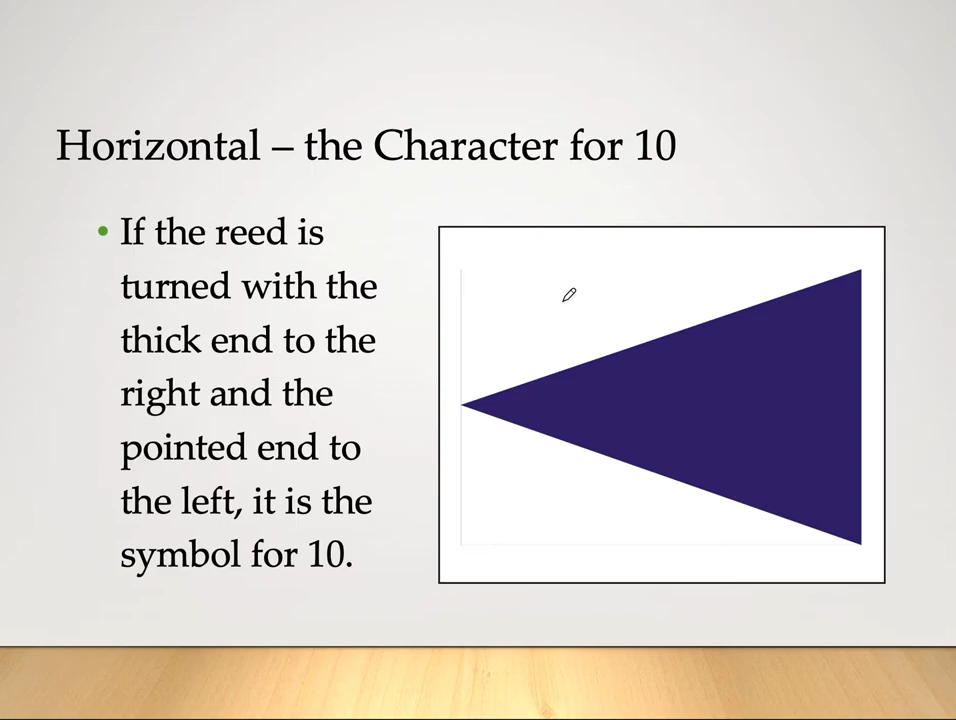 Horizontal – the Character for 10
• If the reed is
turned with the
thick end to the
right and the
pointed end to
the left, it is the
symbol for 10.